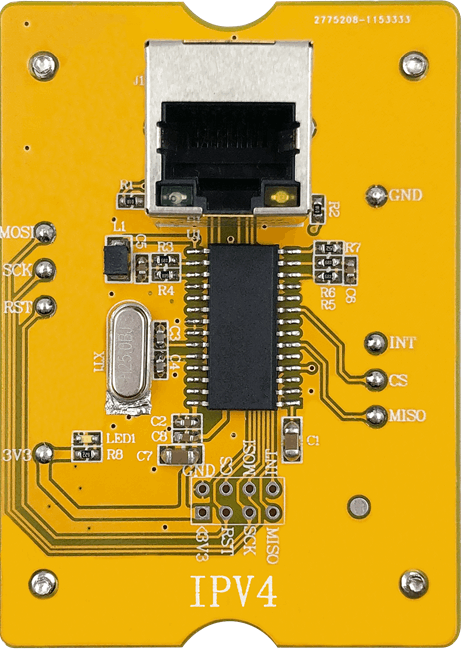 2775208-1153333
J1
R1
GND
R2
MOSI
L1
C5
R3
R7
SCK
R4
R6
C6
R5
RST
C3
INT
XT1
C4
CS
MISO
C2
LED1
C8
C1
3V3
R8
C7
GND
CS
MOSI
INT
3V3
RST
SCK
MISO
IPV4